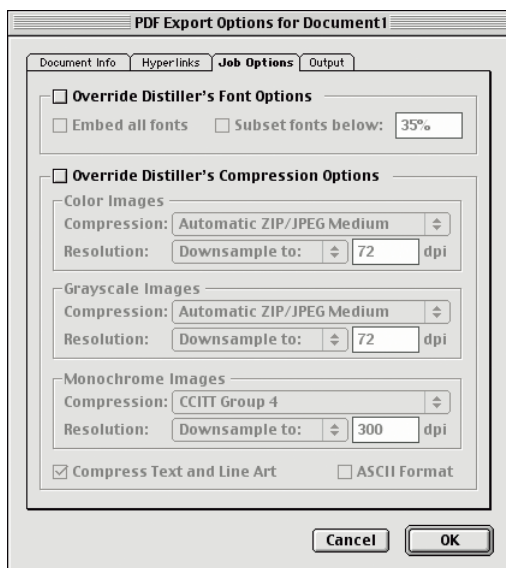 PDF Export Options for Document1
Document Info Hyperlinks Job Options Output
Override Distiller's Font Options
Embed all fonts Subset fonts below: 35%
Override Distiller's Compression Options
Color Images
Compression: Automatic ZIP/JPEG Medium
Resolution: Downsample to: 72 dpi
Grayscale Images
Compression: Automatic ZIP/JPEG Medium
Resolution: Downsample to: 72 dpi
Monochrome Images
Compression: CCITT Group 4
Resolution: Downsample to: 300 dpi
Compress Text and Line Art ASCII Format
Cancel OK